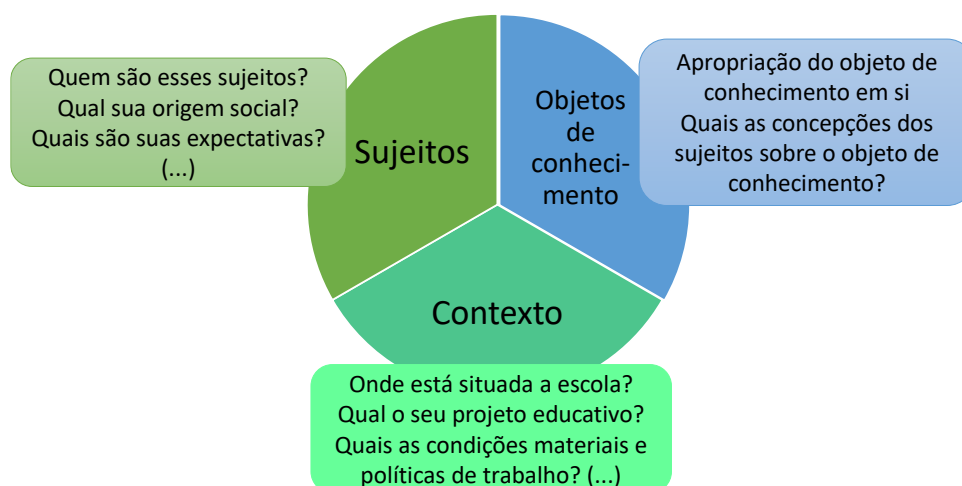 Quem são esses sujeitos?
Qual sua origem social?
Quais são suas expectativas?
(...)
Sujeitos
Objetos
de
conheci-
mento
Apropriação do objeto de
conhecimento em si
Quais as concepções dos
sujeitos sobre o objeto de
conhecimento?
Contexto
Onde está situada a escola?
Qual o seu projeto educativo?
Quais as condições materiais e
políticas de trabalho? (...)